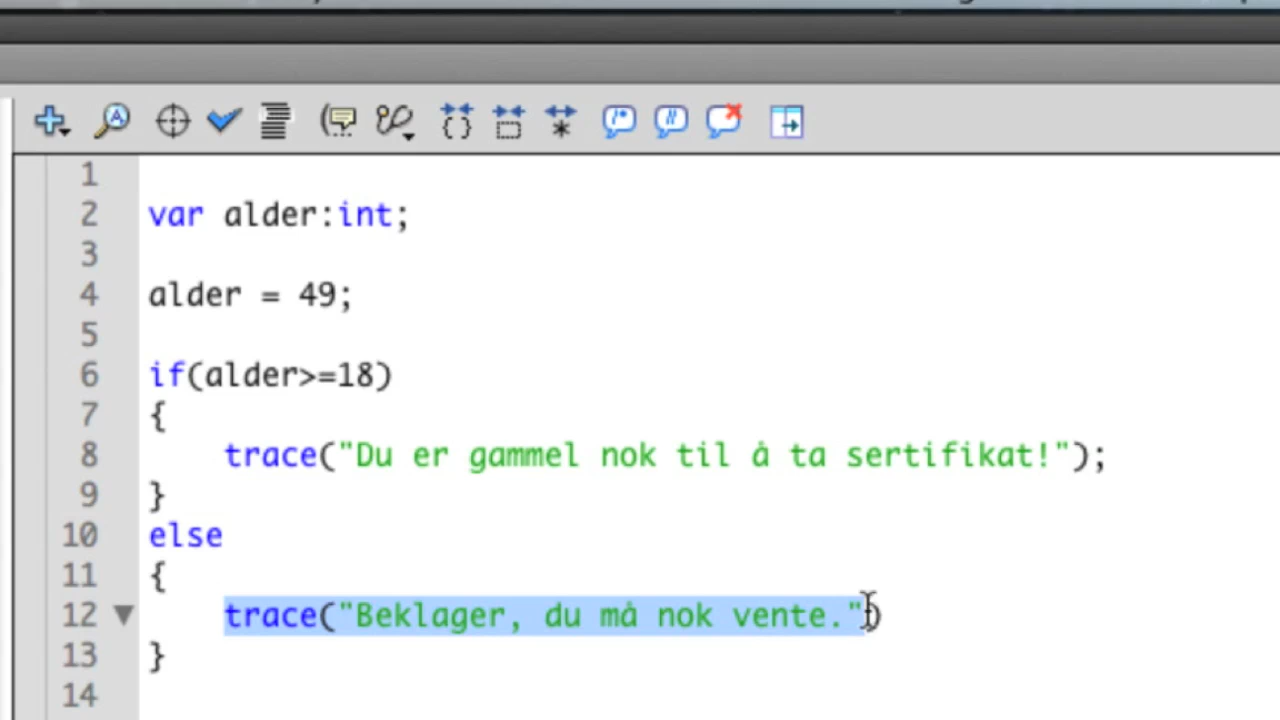 1
2 var alder:int;
3
4 alder = 49;
5
6 if(alder>=18)
7 {
8 trace("Du er gammel nok til å ta sertifikat!");
9 }
10 else
11 {
12 trace("Beklager, du må nok vente.")
13 }
14